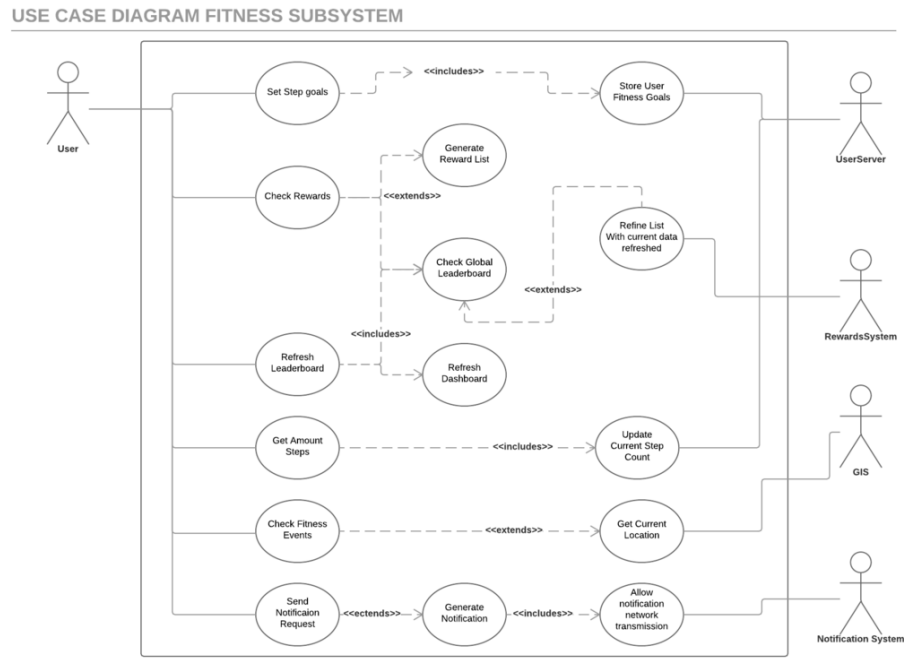 USE CASE DIAGRAM FITNESS SUBSYSTEM
User
Set Step goals
<<includes>>
Store User
Fitness Goals
UserServer
Generate
Reward List
Check Rewards
<<extends>>
Refine List
With current data
refreshed
Check Global
Leaderboard
<<extends>>
RewardsSystem
<<includes>>
Refresh
Leaderboard
Refresh
Dashboard
Get Amount
Steps
<<includes>>
Update
Current Step
Count
GIS
Check Fitness
Events
<<extends>>
Get Current
Location
Send
Notificaion
Request
<<ectends>>
Generate
Notification
<<includes>>
Allow
notification
network
transmission
Notification System